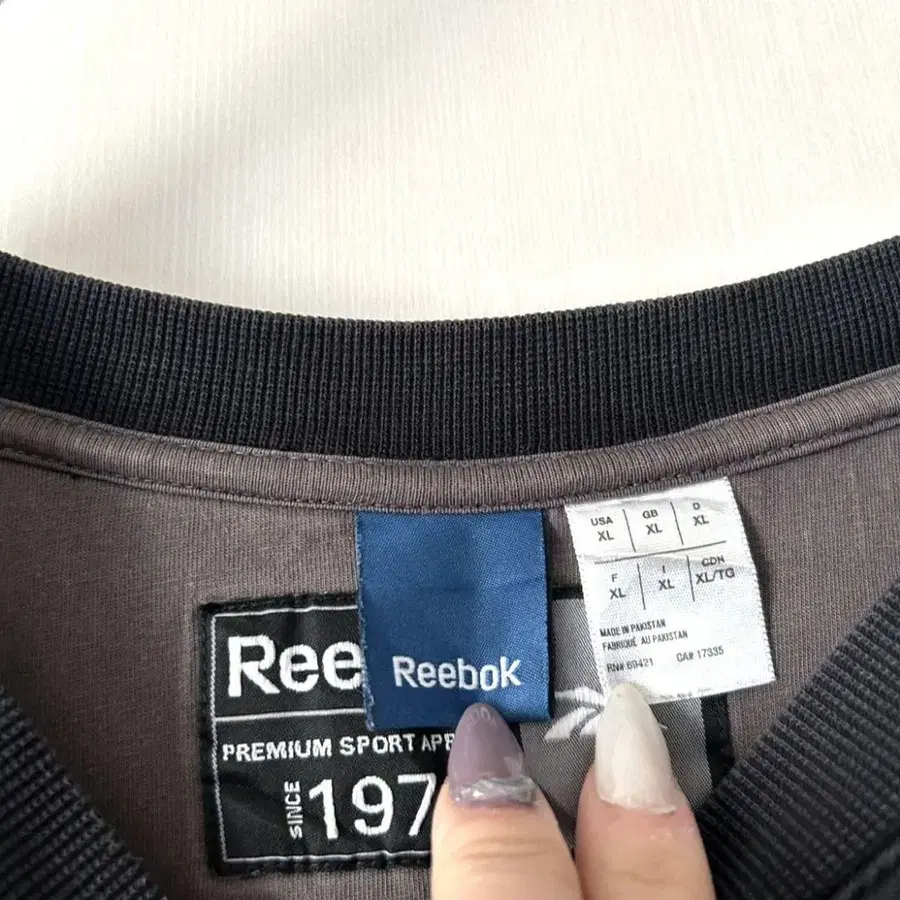 USA GB D
XL XL XL
F I CDN
XL XL XL/TG
MADE IN PAKISTAN
FABRIQUÉ AU PAKISTAN
RN# 69421 CA# 17335
Reebok
Ree
PREMIUM SPORT APP
SINCE 197